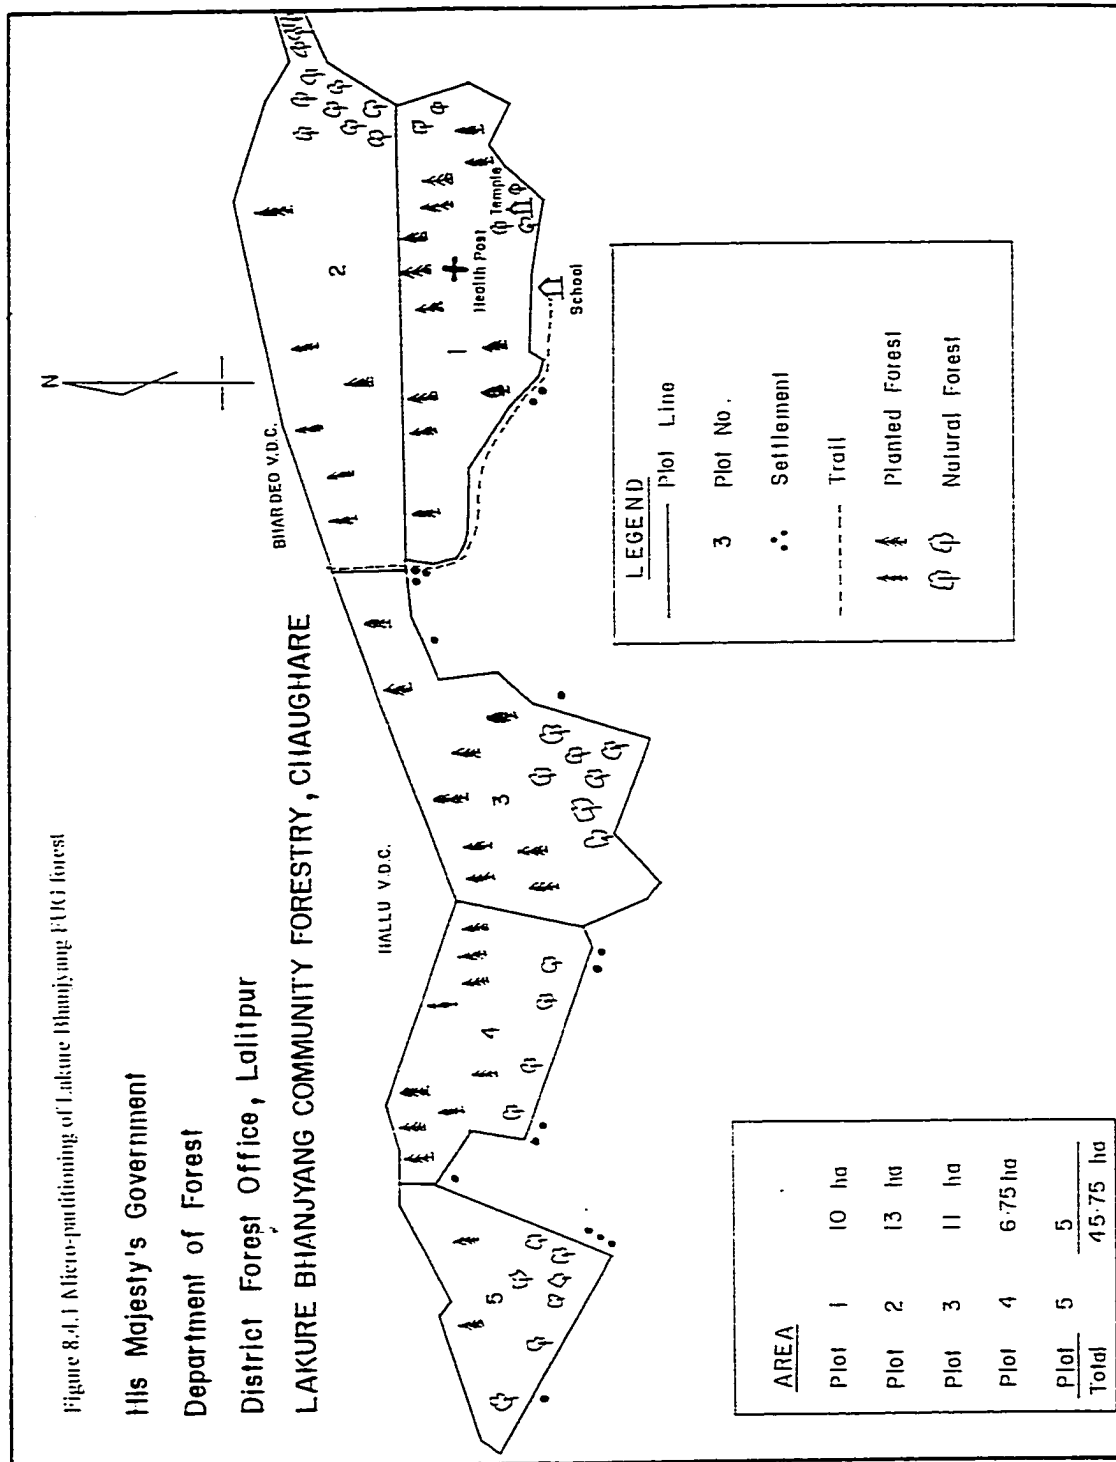 Figure 8.4.1 Micro-partitioning of Lakure Bhanjyang FUG forest
His Majesty's Government
Department of Forest
District Forest Office, Lalitpur
LAKURE BHANJYANG COMMUNITY FORESTRY, CHAUGHARE
N
BHARDEO V.D.C.
HALLU V.D.C.
2
1
3
4
5
Health Post
Temple
School
LEGEND
Plot Line
3 Plot No.
Settlement
Trail
Planted Forest
Natural Forest
AREA
Plot 1 10 ha
Plot 2 13 ha
Plot 3 11 ha
Plot 4 6.75 ha
Plot 5 5
Total 45.75 ha